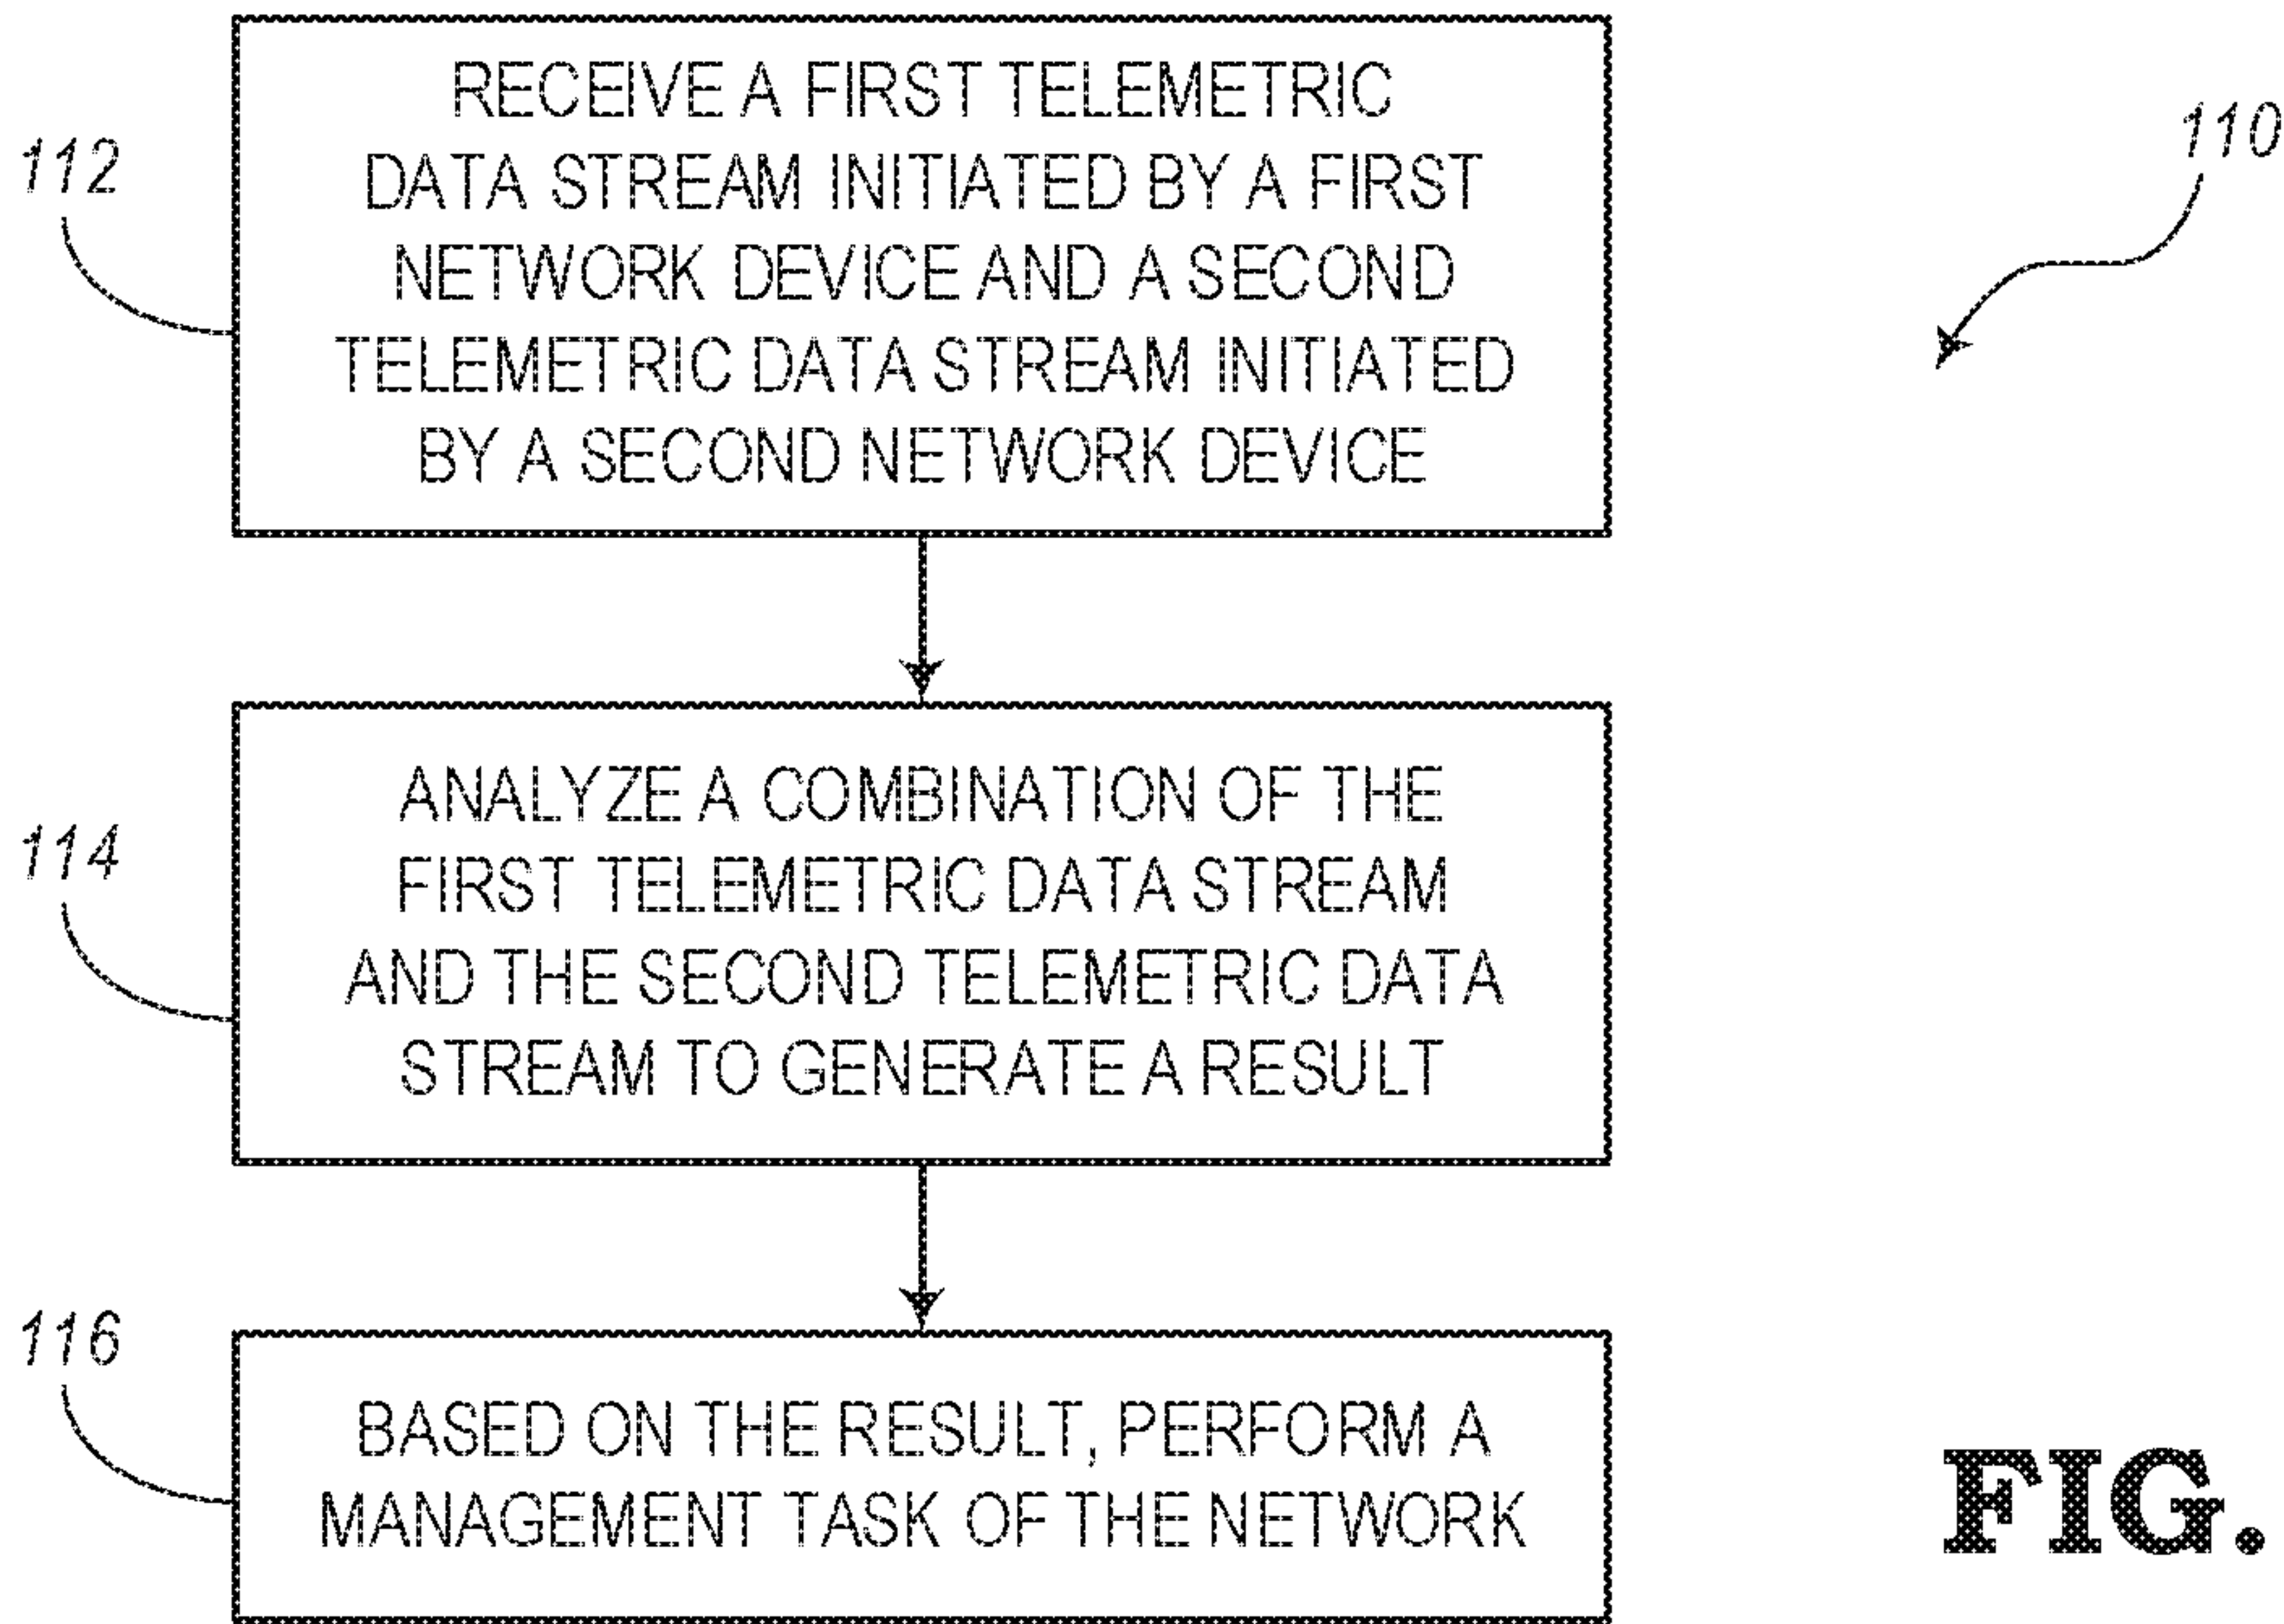 RECEIVE A FIRST TELEMETRIC
DATA STREAM INITIATED BY A FIRST
NETWORK DEVICE AND A SECOND
TELEMETRIC DATA STREAM INITIATED
BY A SECOND NETWORK DEVICE
112
110
ANALYZE A COMBINATION OF THE
FIRST TELEMETRIC DATA STREAM
AND THE SECOND TELEMETRIC DATA
STREAM TO GENERATE A RESULT
114
BASED ON THE RESULT, PERFORM A
MANAGEMENT TASK OF THE NETWORK
116
FIG.